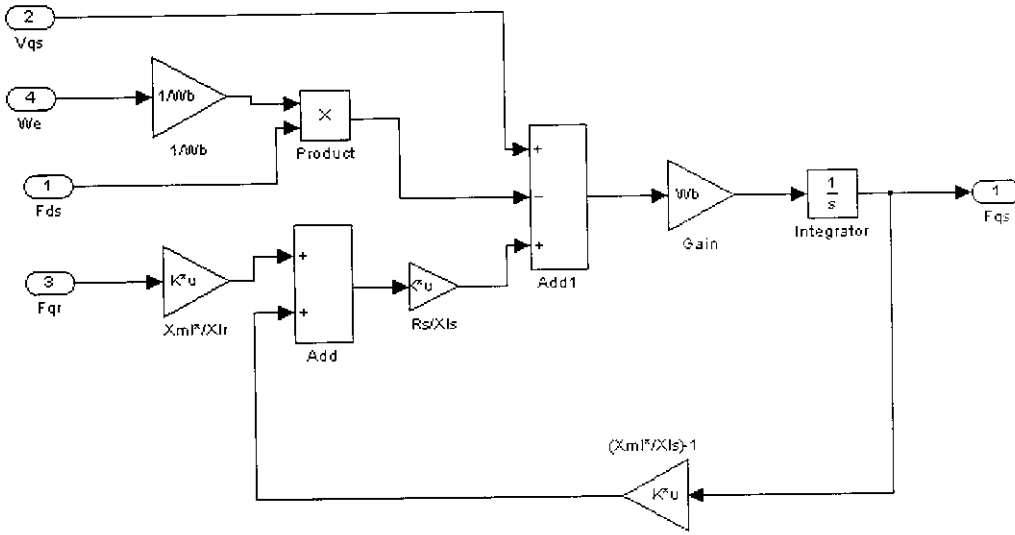 2
Vqs
4
We
1/Wb
1/Wb
×
Product
1
Fds
3
Fqr
K*u
Xml*/Xlr
+
+
Add
K*u
Rs/Xls
+
−
+
Add1
Wb
Gain
1
s
Integrator
1
Fqs
(Xml*/Xls)-1
K*u